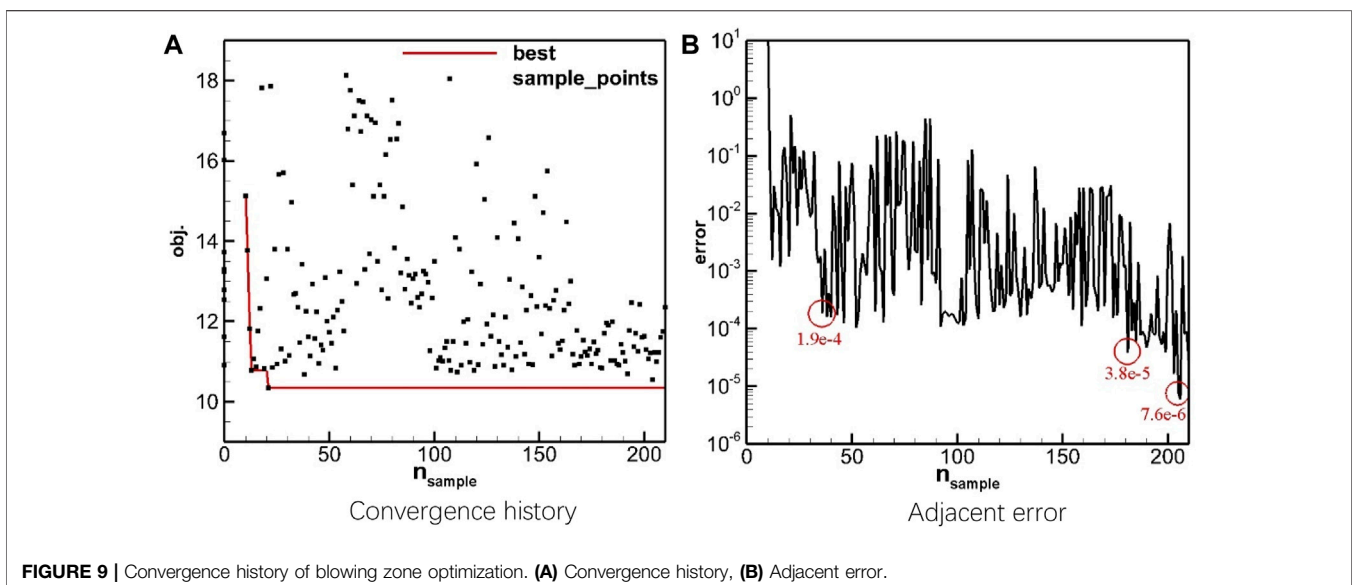 A
best
sample_points
18
16
14
12
10
obj.
0
50
100
150
200
n_sample
Convergence history
B
10^1
10^0
10^-1
10^-2
10^-3
10^-4
10^-5
10^-6
error
1.9e-4
3.8e-5
7.6e-6
0
50
100
150
200
n_sample
Adjacent error
FIGURE 9 | Convergence history of blowing zone optimization. (A) Convergence history, (B) Adjacent error.